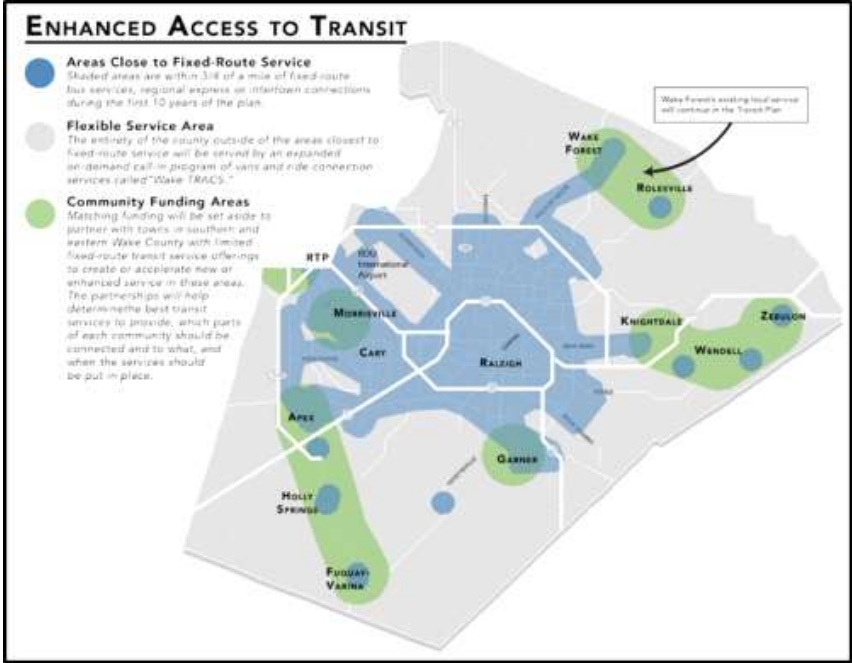 ENHANCED ACCESS TO TRANSIT
Areas Close to Fixed-Route Service
Shaded areas are within 3/4 of a mile of fixed-route
bus services, regional express or intertown connections
during the first 10 years of the plan.
Flexible Service Area
The entirety of the county outside of the areas closest to
fixed-route service will be served by an expanded
on-demand call-in program of vans and ride connection
services called "Wake TRACS."
Community Funding Areas
Matching funding will be set aside to
partner with towns in southern and
eastern Wake County with limited
fixed-route transit service offerings
to create or accelerate new or
enhanced service in these areas.
The partnerships will help
determinethe best transit
services to provide, which parts
of each community should be
connected and to what, and
when the services should
be put in place.
Wake Forest's existing local service
will continue in the Transit Plan
WAKE
FOREST
ROLESVILLE
RTP
RDU
International
Airport
MORRISVILLE
CARY
RALEIGH
KNIGHTDALE
ZEBULON
WENDELL
APEX
GARNER
HOLLY
SPRINGS
FUQUAY-
VARINA